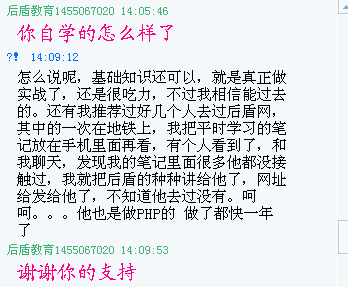 后盾教育1455067020 14:05:46
你自学的怎么样了
?! 14:09:12
怎么说呢，基础知识还可以，就是真正做
实战了，还是很吃力，不过我相信能过去
的。还有我推荐过好几个人去过后盾网，
其中的一次在地铁上，我把平时学习的笔
记放在手机里面再看，有个人看到了，和
我聊天，发现我的笔记里面很多他都没接
触过，我就把后盾的种种讲给他了，网址
给发给他了，不知道他去过没有。呵
呵。。。他也是做PHP的 做了都快一年
了
后盾教育1455067020 14:09:53
谢谢你的支持